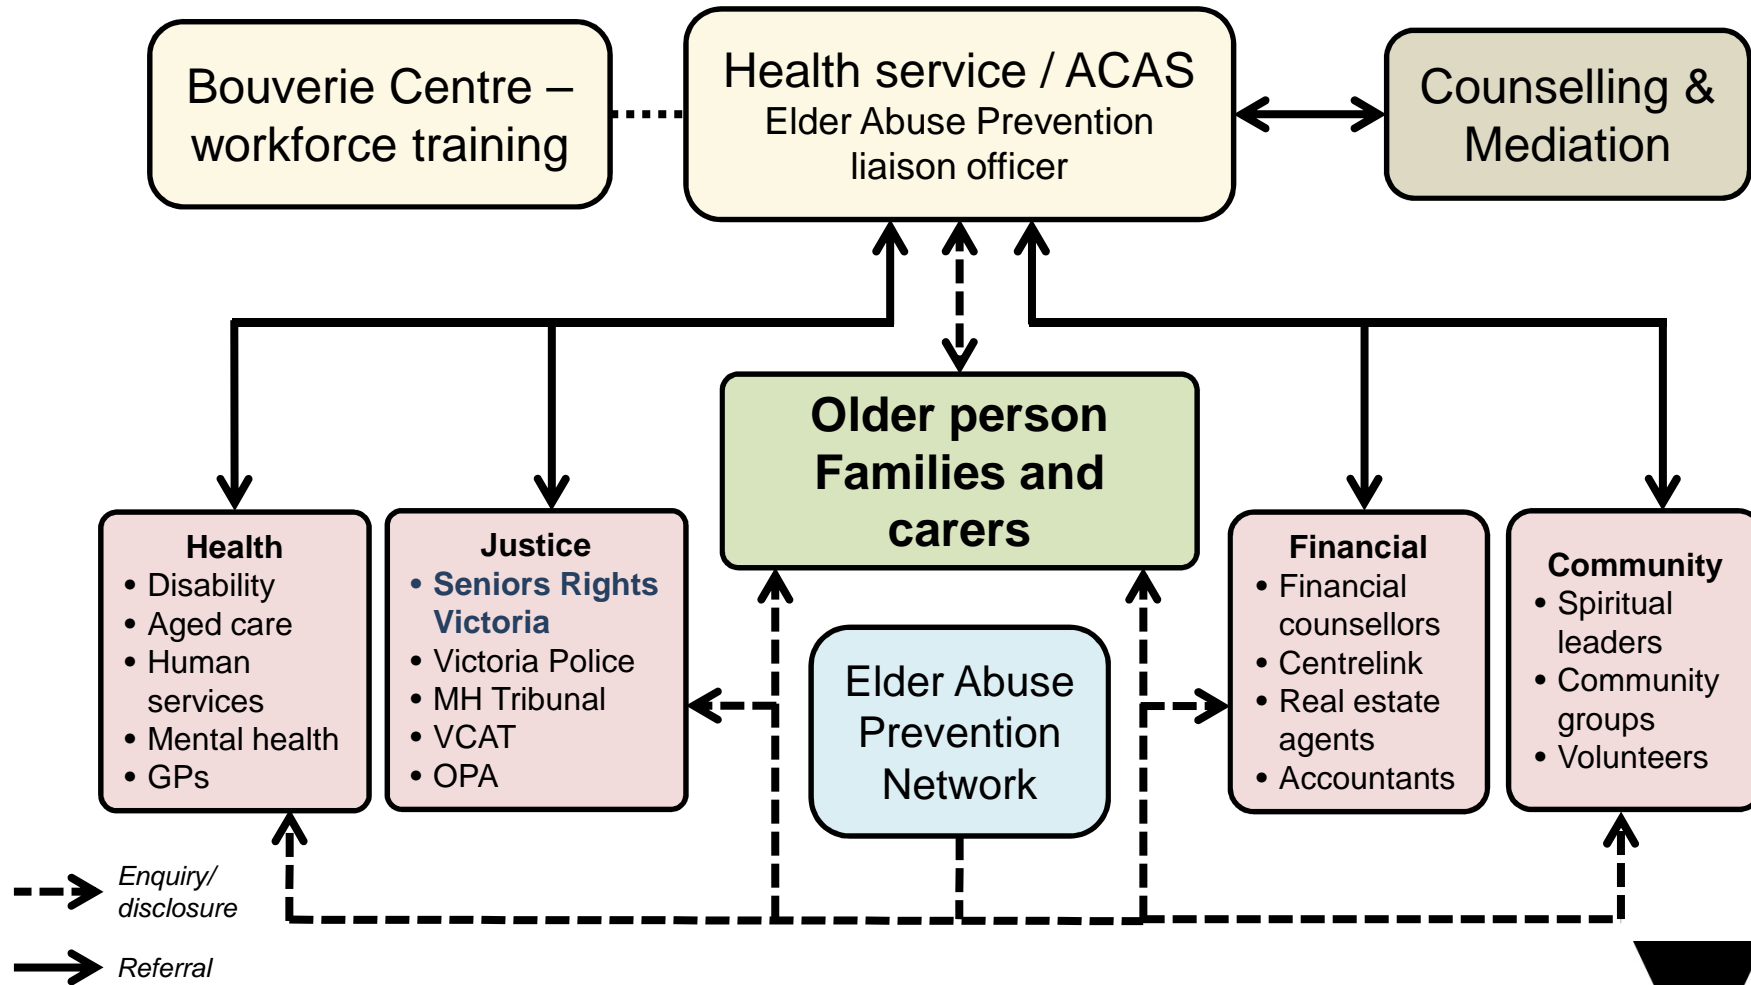 Bouverie Centre –
workforce training
Health service / ACAS
Elder Abuse Prevention
liaison officer
Counselling &
Mediation
Older person
Families and
carers
Health
• Disability
• Aged care
• Human
services
• Mental health
• GPs
Justice
• Seniors Rights
Victoria
• Victoria Police
• MH Tribunal
• VCAT
• OPA
Elder Abuse
Prevention
Network
Financial
• Financial
counsellors
• Centrelink
• Real estate
agents
• Accountants
Community
• Spiritual
leaders
• Community
groups
• Volunteers
Enquiry/
disclosure
Referral